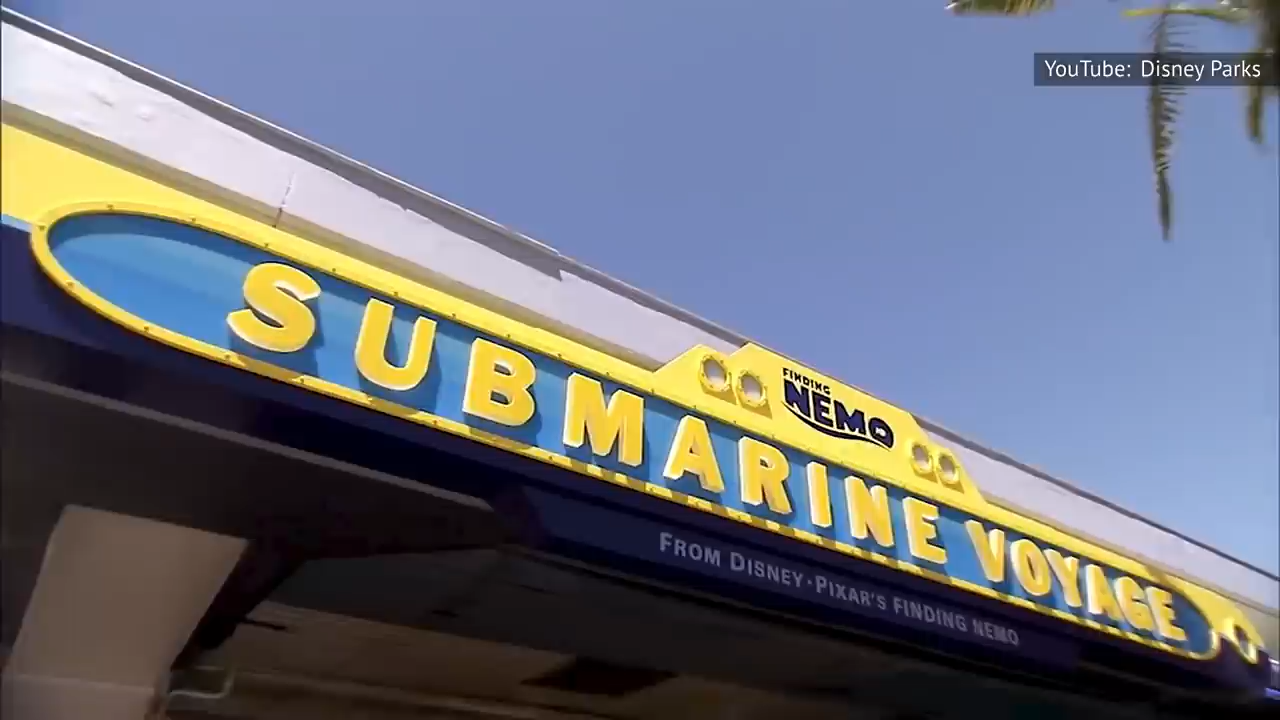 YouTube: Disney Parks
FINDING
NEMO
SUBMARINE VOYAGE
FROM DISNEY·PIXAR'S FINDING NEMO